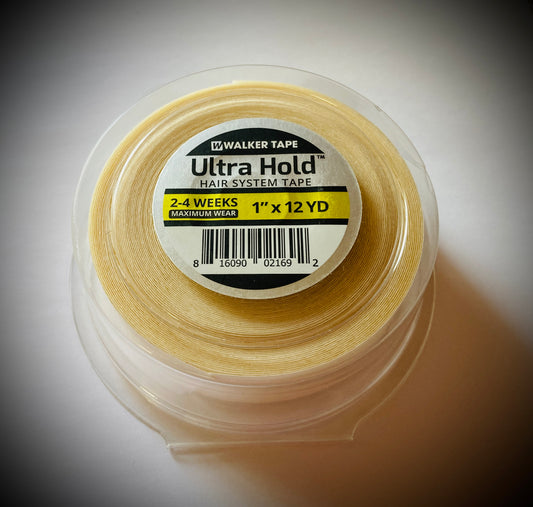 WALKER TAPE
Ultra Hold™
HAIR SYSTEM TAPE
2-4 WEEKS
MAXIMUM WEAR
1" x 12 YD
8 16090 02169 2